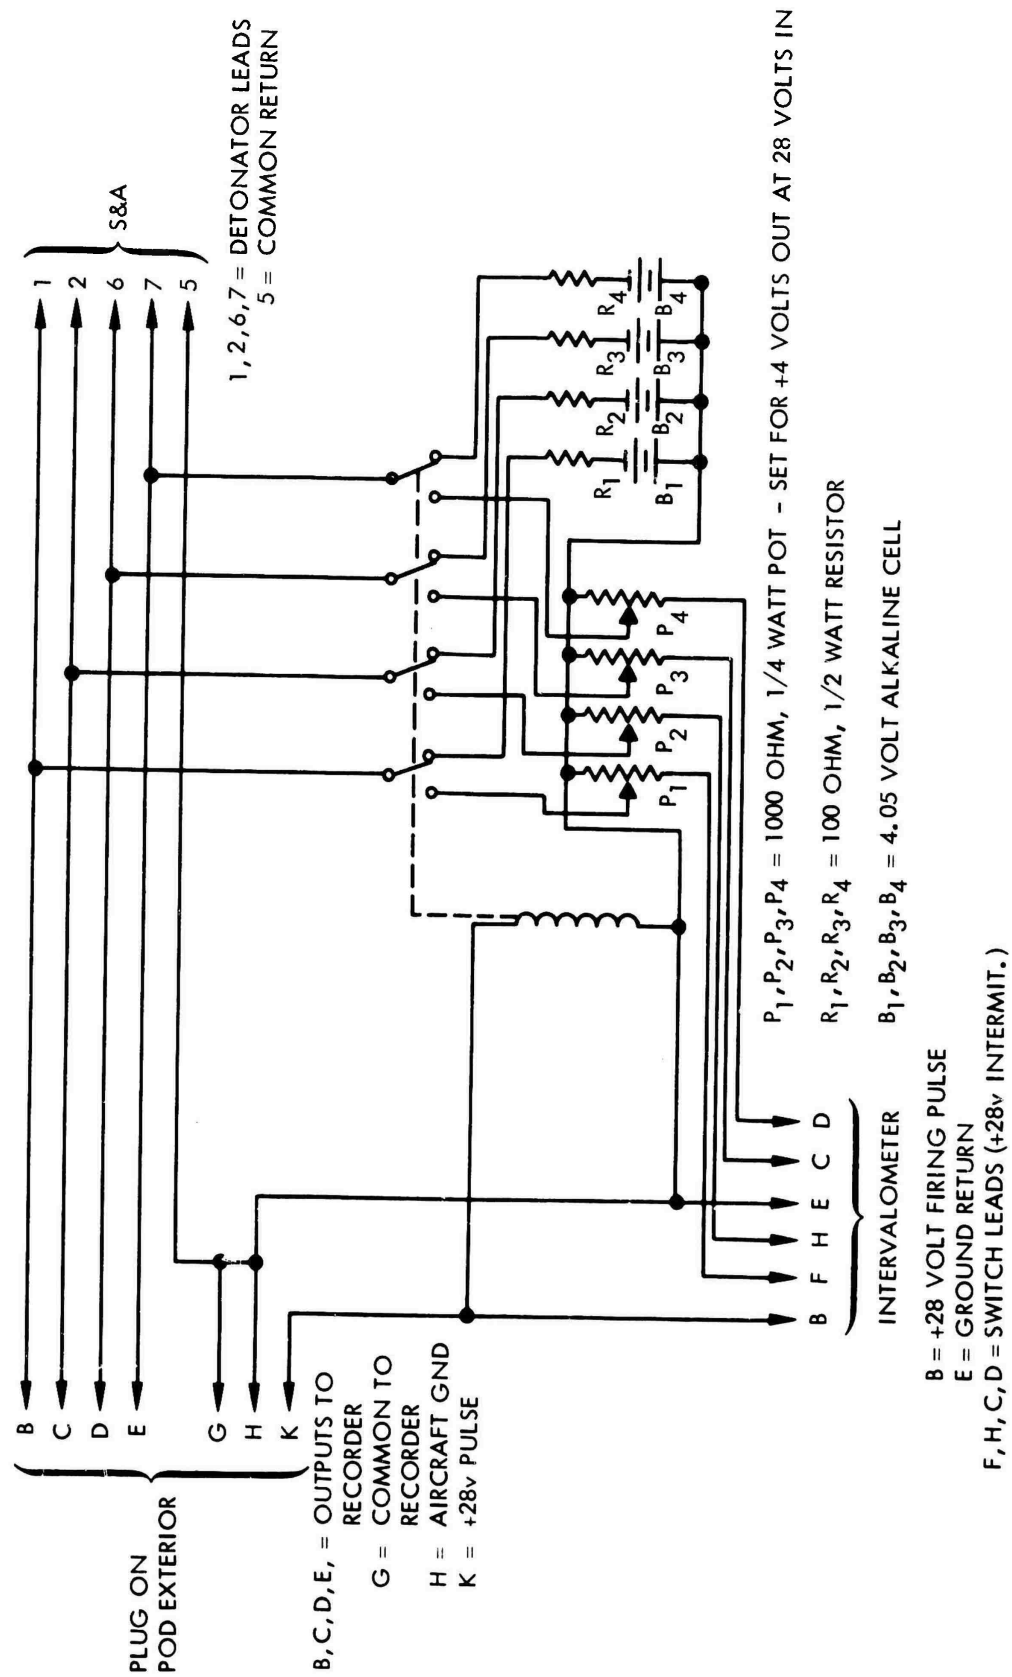 PLUG ON
POD EXTERIOR
B
C
D
E
G
H
K
B,C,D,E, = OUTPUTS TO
RECORDER
G = COMMON TO
RECORDER
H = AIRCRAFT GND
K = +28v PULSE
1
2
6
7
5
S&A
1,2,6,7 = DETONATOR LEADS
5 = COMMON RETURN
R1
R2
R3
R4
B1
B2
B3
B4
P1
P2
P3
P4
B
F
H
E
C
D
INTERVALOMETER
B = +28 VOLT FIRING PULSE
E = GROUND RETURN
F,H,C,D = SWITCH LEADS (+28v INTERMIT.)
P1,P2,P3,P4 = 1000 OHM, 1/4 WATT POT - SET FOR +4 VOLTS OUT AT 28 VOLTS IN
R1,R2,R3,R4 = 100 OHM, 1/2 WATT RESISTOR
B1,B2,B3,B4 = 4.05 VOLT ALKALINE CELL